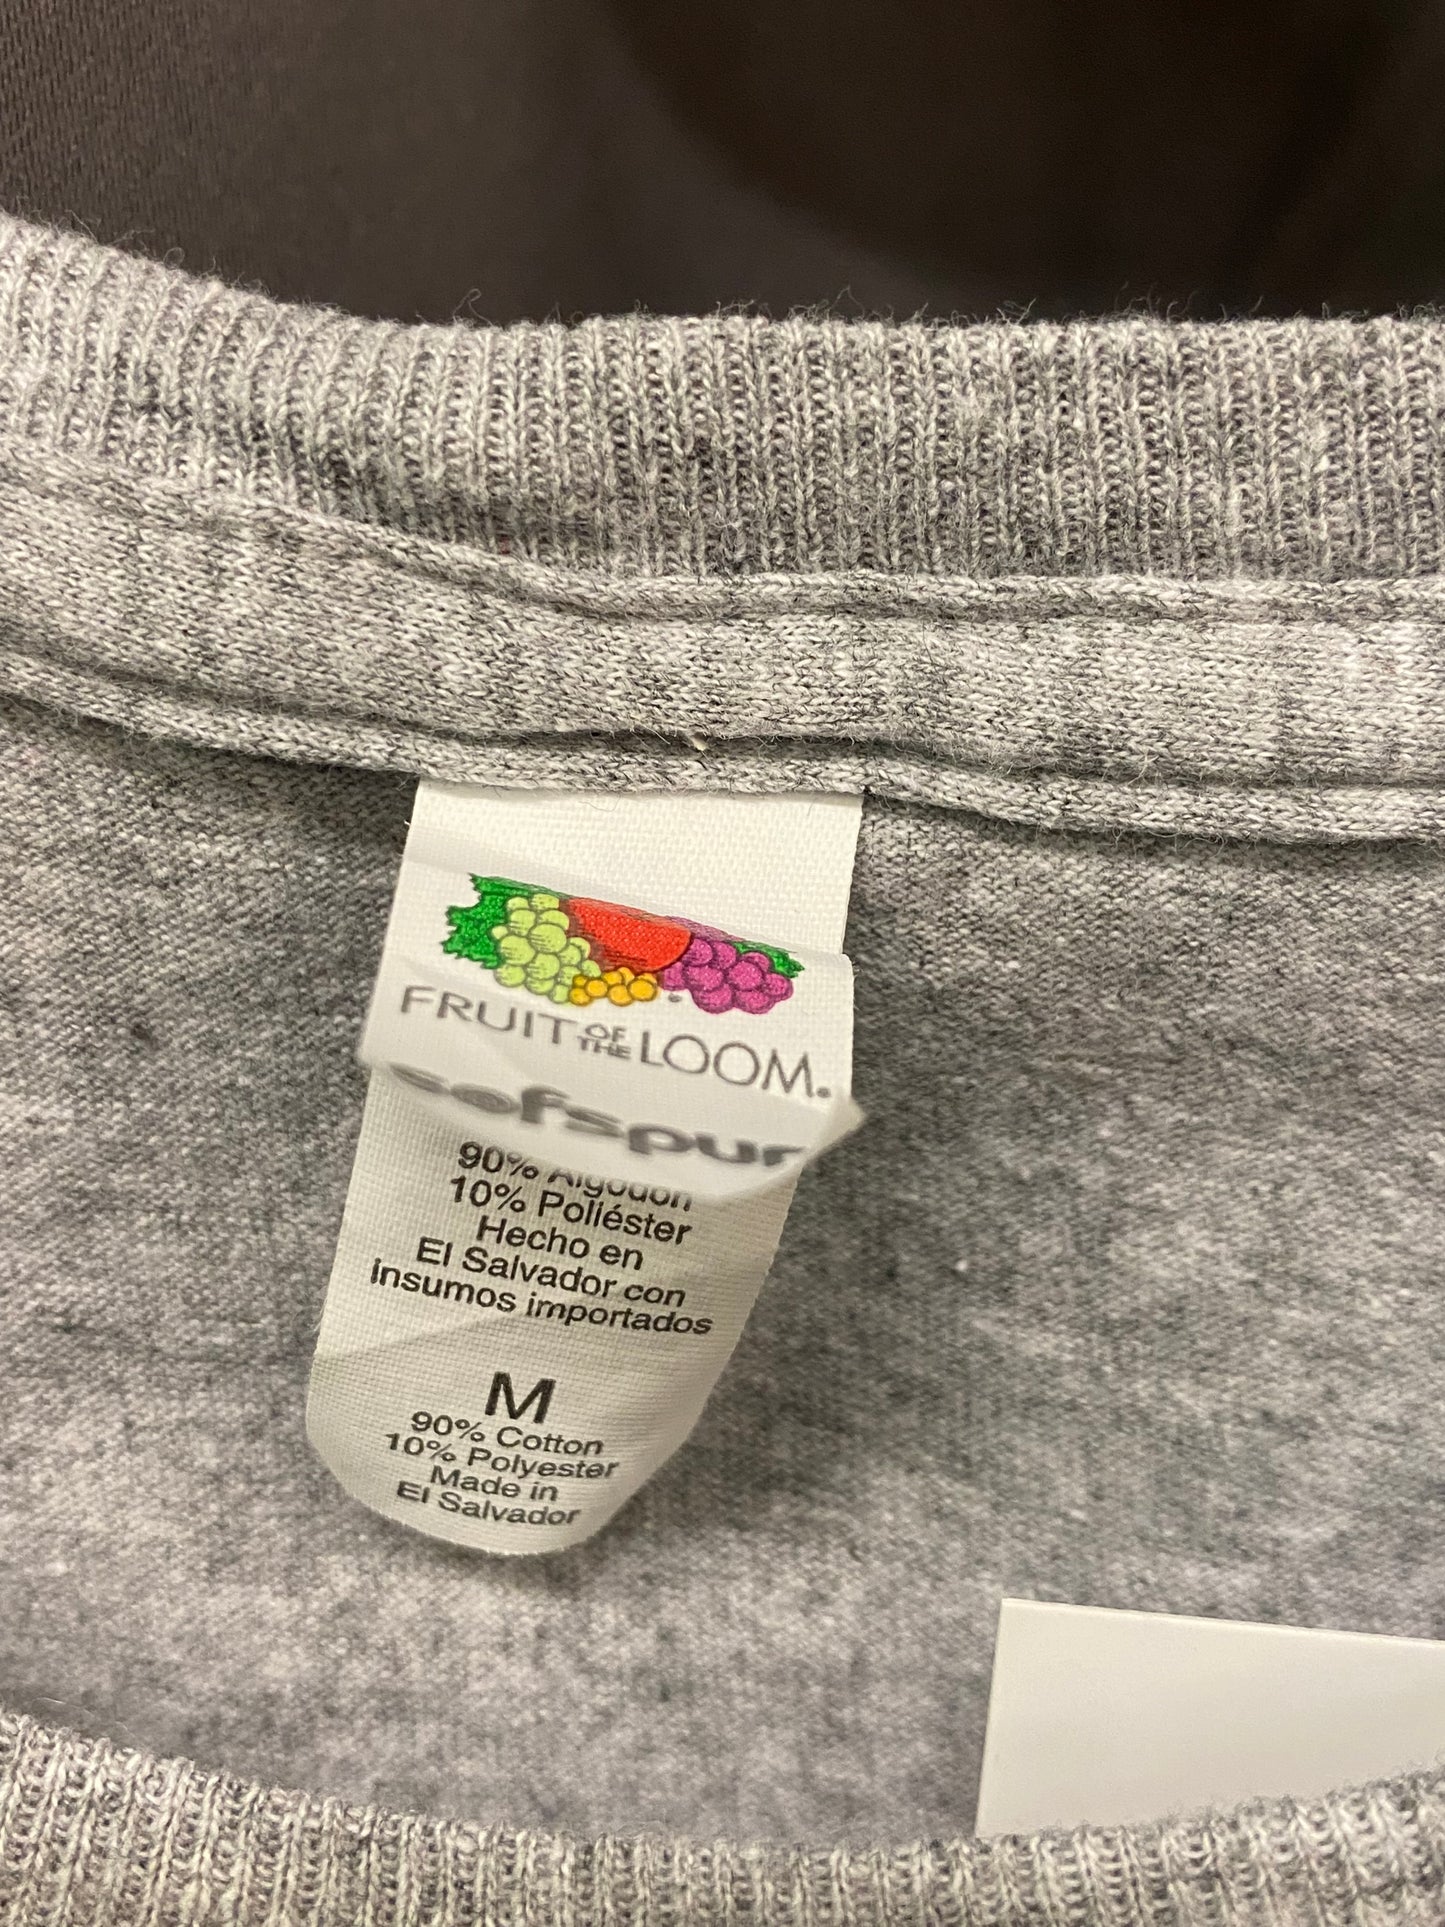 FRUIT OF THE LOOM®
sofspun
90% Algodón
10% Poliéster
Hecho en
El Salvador con
insumos importados
M
90% Cotton
10% Polyester
Made in
El Salvador